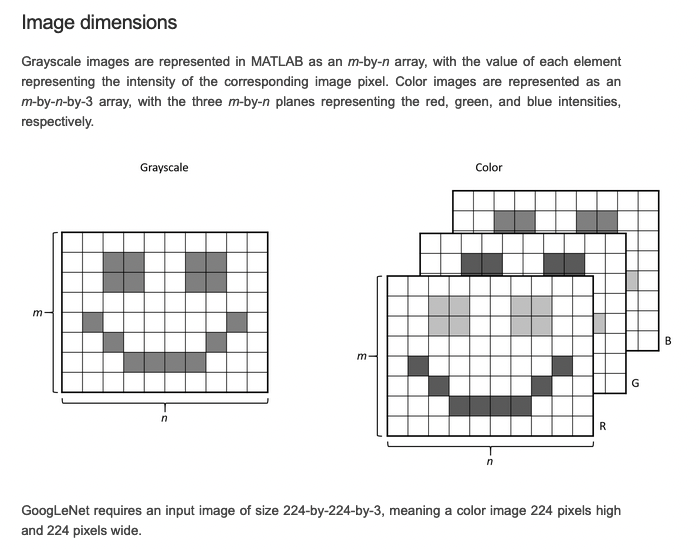 Image dimensions
Grayscale images are represented in MATLAB as an m-by-n array, with the value of each element
representing the intensity of the corresponding image pixel. Color images are represented as an
m-by-n-by-3 array, with the three m-by-n planes representing the red, green, and blue intensities,
respectively.
Grayscale
Color
m
n
m
n
R
G
B
GoogLeNet requires an input image of size 224-by-224-by-3, meaning a color image 224 pixels high
and 224 pixels wide.